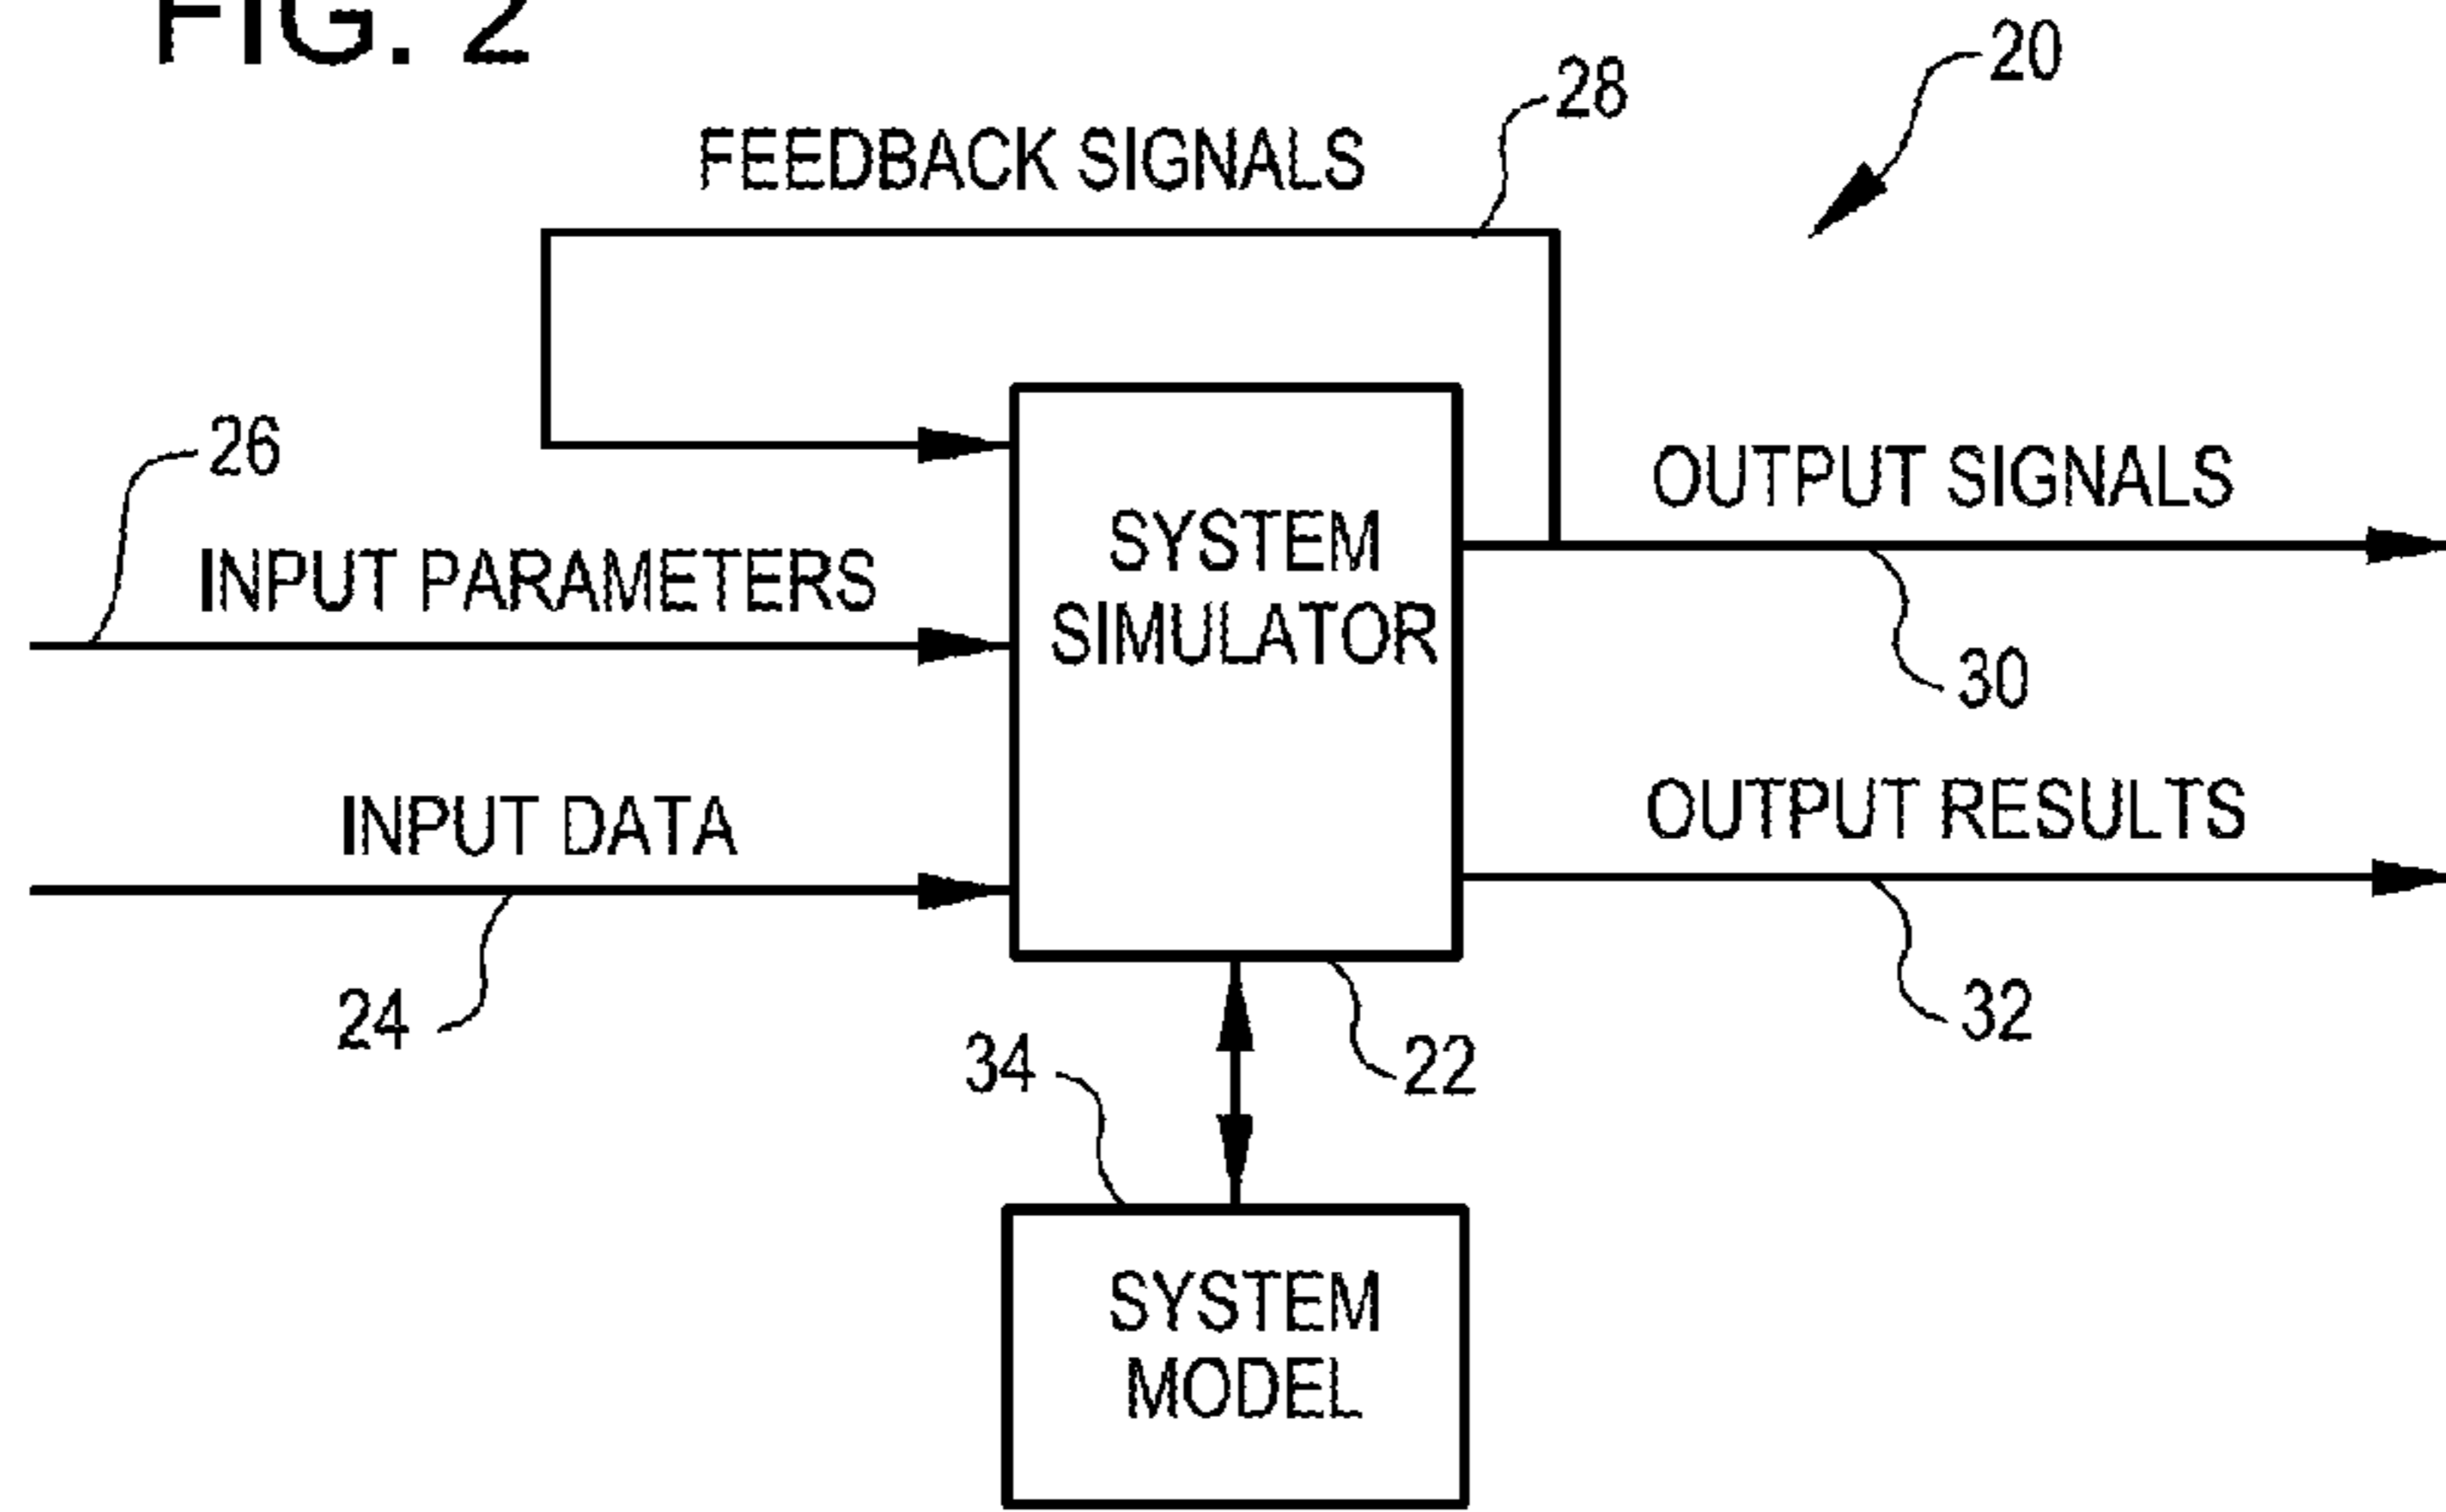 FIG. 2
20
28
FEEDBACK SIGNALS
26
INPUT PARAMETERS
SYSTEM
SIMULATOR
OUTPUT SIGNALS
30
INPUT DATA
OUTPUT RESULTS
24
32
34
22
SYSTEM
MODEL